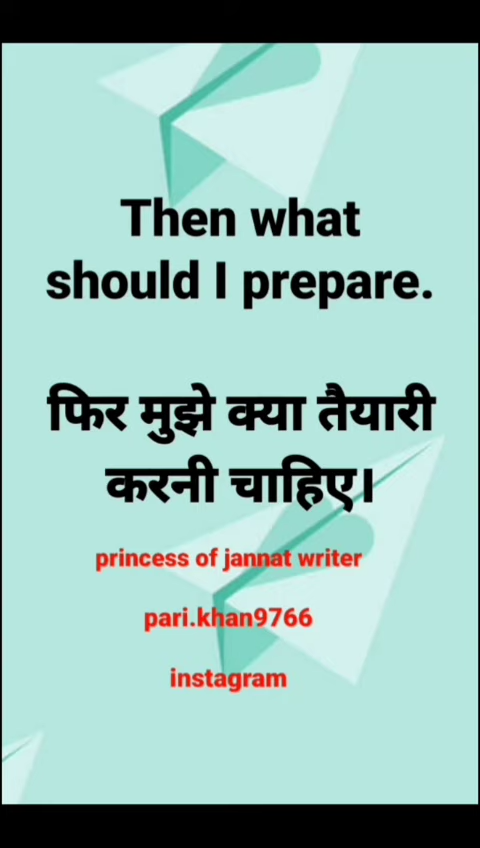 Then what
should I prepare.
फिर मुझे क्या तैयारी
करनी चाहिए।
princess of jannat writer
pari.khan9766
instagram